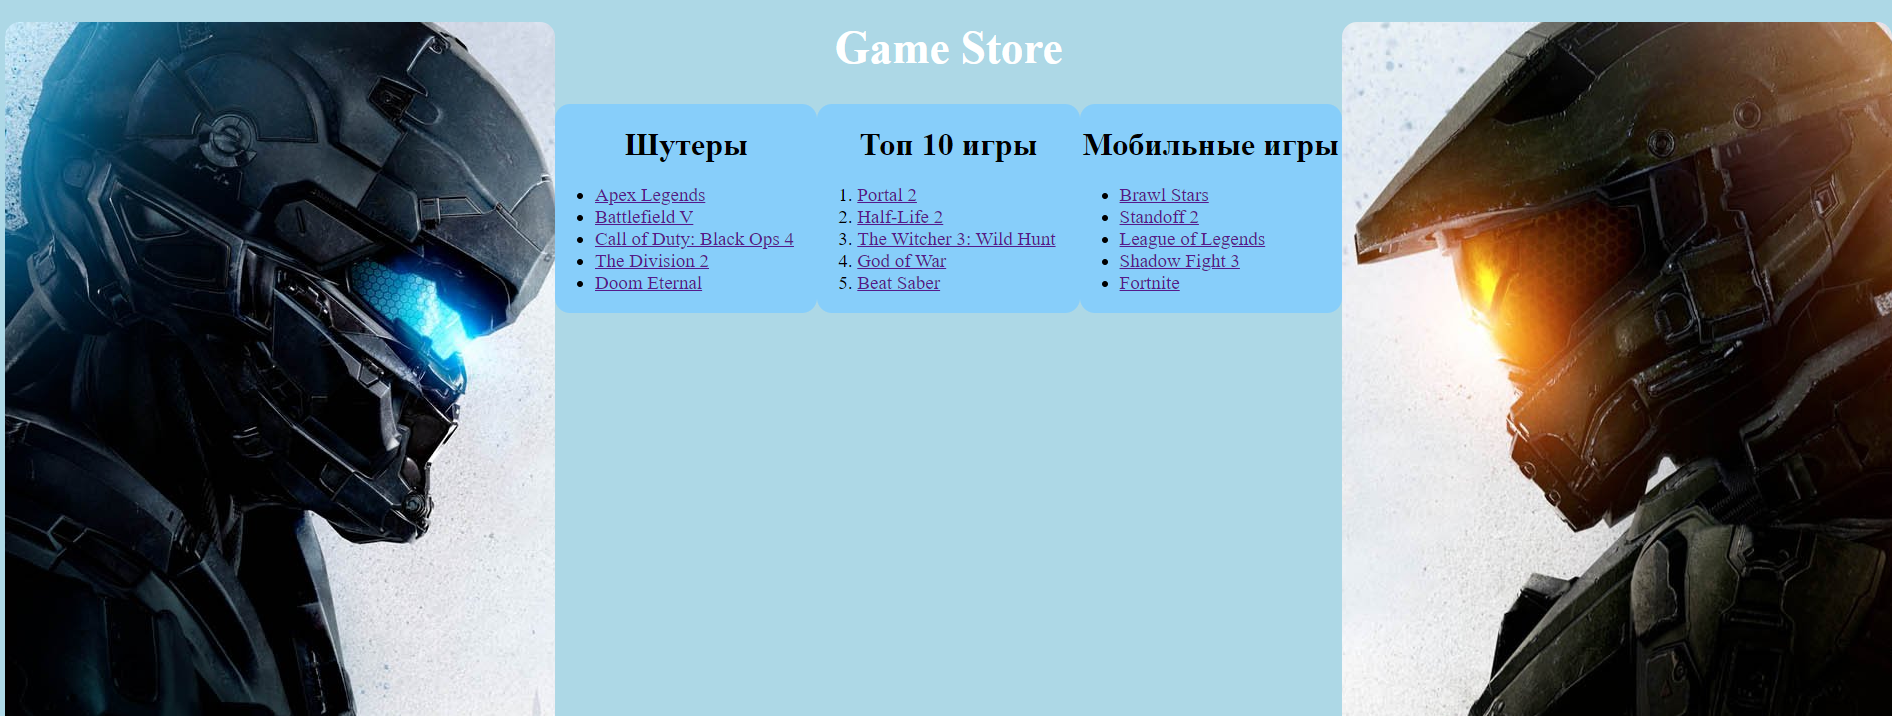 Game Store
Шутеры
Apex Legends
Battlefield V
Call of Duty: Black Ops 4
The Division 2
Doom Eternal
Топ 10 игры
1. Portal 2
2. Half-Life 2
3. The Witcher 3: Wild Hunt
4. God of War
5. Beat Saber
Мобильные игры
Brawl Stars
Standoff 2
League of Legends
Shadow Fight 3
Fortnite